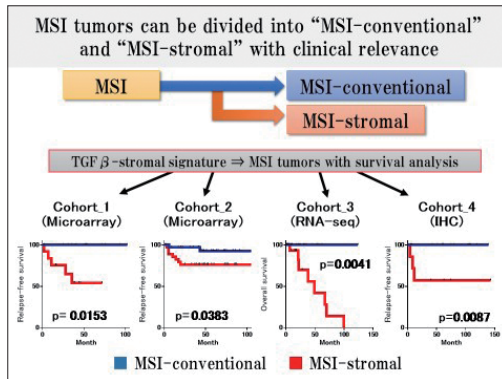 MSI tumors can be divided into “MSI-conventional”
and “MSI-stromal” with clinical relevance
MSI
MSI-conventional
MSI-stromal
TGFβ-stromal signature ⇒ MSI tumors with survival analysis
Cohort_1
(Microarray)
Cohort_2
(Microarray)
Cohort_3
(RNA-seq)
Cohort_4
(IHC)
Relapse-free survival
100
50
0
p=0.0153
0
50
100
Month
Relapse-free survival
100
50
0
p=0.0383
0
50
100
Month
Overall survival
100
50
0
p=0.0041
0
50
100
Month
Relapse-free survival
100
50
0
p=0.0087
0
50
100
150
Month
MSI-conventional
MSI-stromal